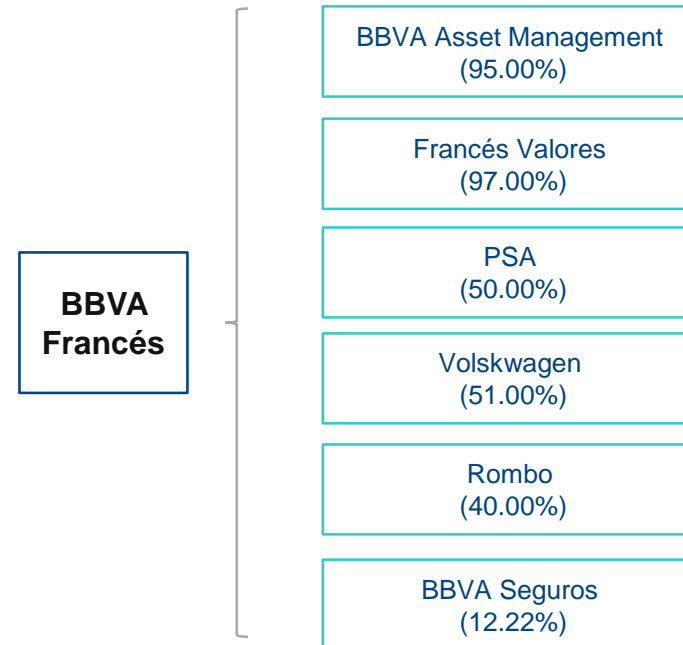 BBVA Asset Management
(95.00%)
Francés Valores
(97.00%)
PSA
(50.00%)
BBVA
Francés
Volskwagen
(51.00%)
Rombo
(40.00%)
BBVA Seguros
(12.22%)